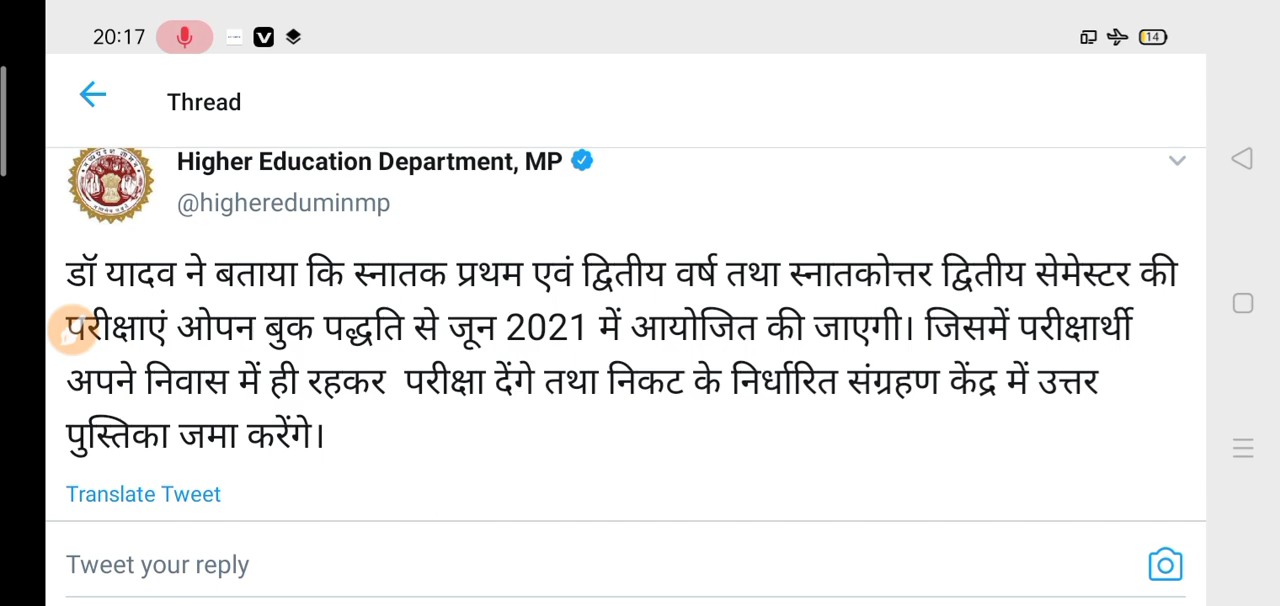 20:17
14
Thread
Higher Education Department, MP
@highereduminmp
डॉ यादव ने बताया कि स्नातक प्रथम एवं द्वितीय वर्ष तथा स्नातकोत्तर द्वितीय सेमेस्टर की
परीक्षाएं ओपन बुक पद्धति से जून 2021 में आयोजित की जाएगी। जिसमें परीक्षार्थी
अपने निवास में ही रहकर परीक्षा देंगे तथा निकट के निर्धारित संग्रहण केंद्र में उत्तर
पुस्तिका जमा करेंगे।
Translate Tweet
Tweet your reply